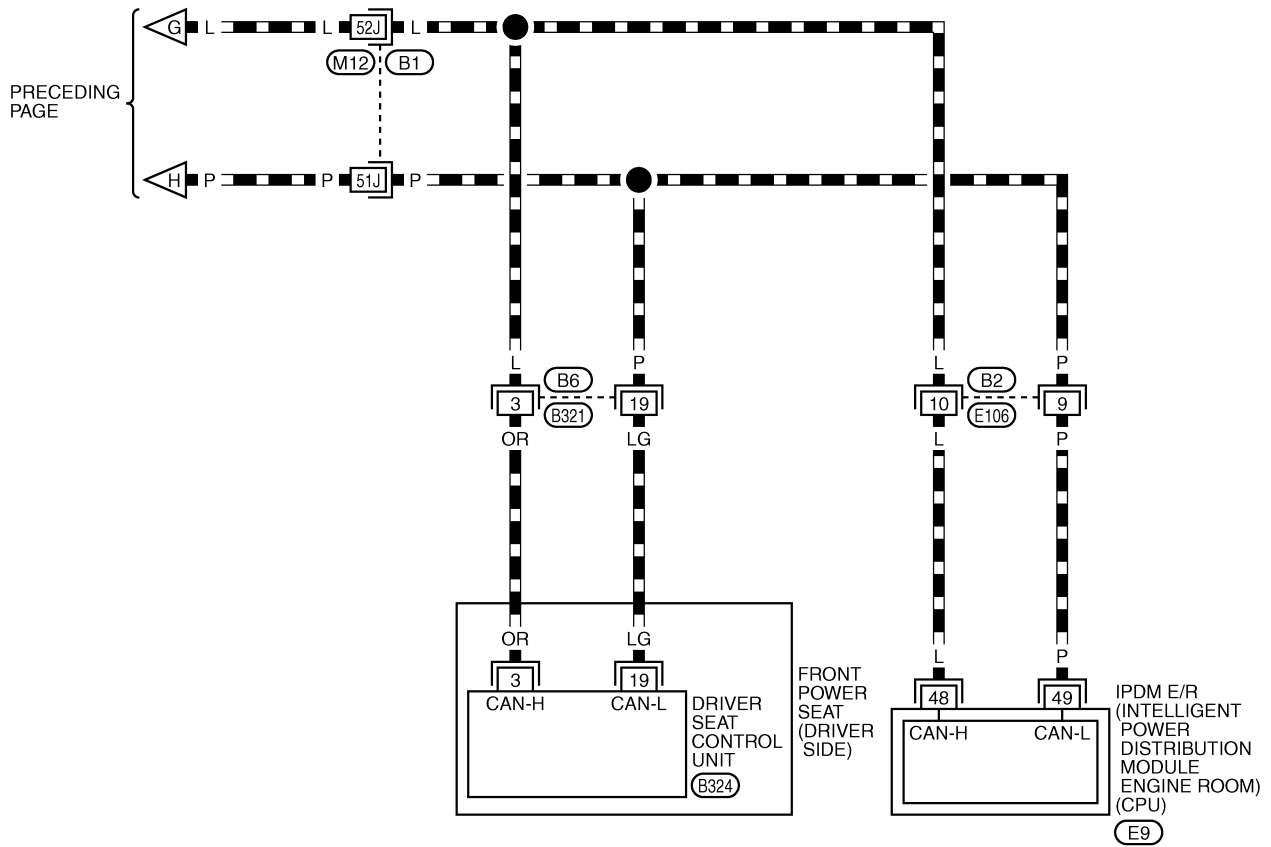 G L L 52J L
M12 B1
PRECEDING
PAGE
H P P 51J P
L P L P
B6 B2
3 19 10 9
B321 E106
OR LG L P
OR LG L P
3 19 48 49
CAN-H CAN-L
DRIVER
SEAT
CONTROL
UNIT
B324
FRONT
POWER
SEAT
(DRIVER
SIDE)
CAN-H CAN-L
IPDM E/R
(INTELLIGENT
POWER
DISTRIBUTION
MODULE
ENGINE ROOM)
(CPU)
E9